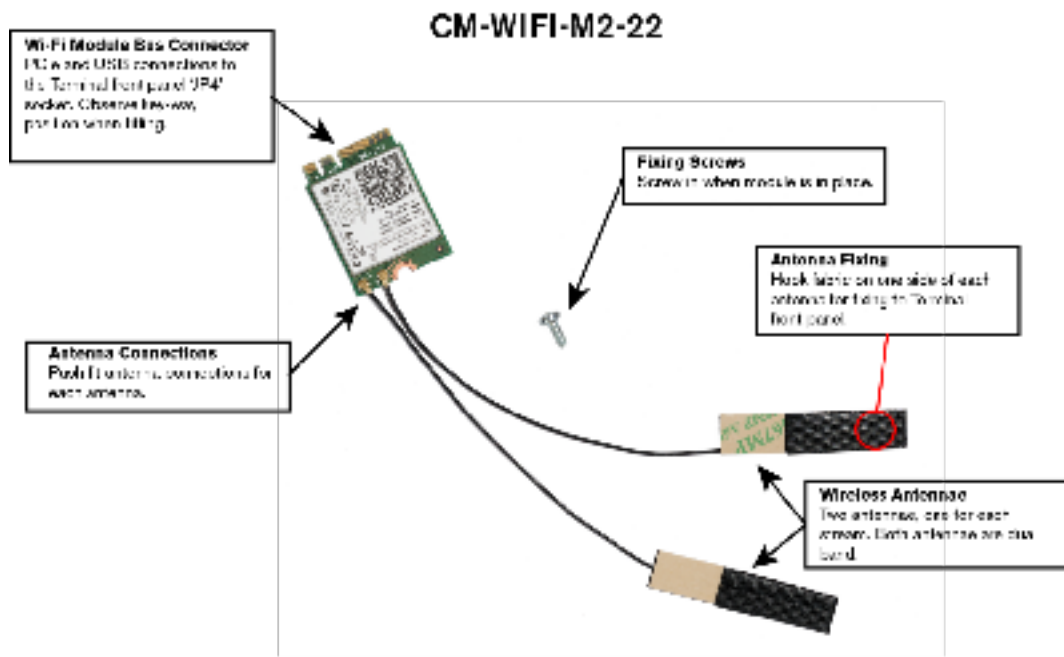 CM-WIFI-M2-22
Wi-Fi Module Bus Connector
PCIe and USB connections to
the Terminal front panel 'JP4'
socket. Observe key-way
position when fitting.
Fixing Screws
Screw in when module is in place.
Antenna Fixing
Hook fabric on one side of each
antenna for fixing to Terminal
front panel.
Antenna Connections
Push fit antenna connections for
each antenna.
Wireless Antennae
Two antennae, one for each
stream. Both antennae are dual
band.